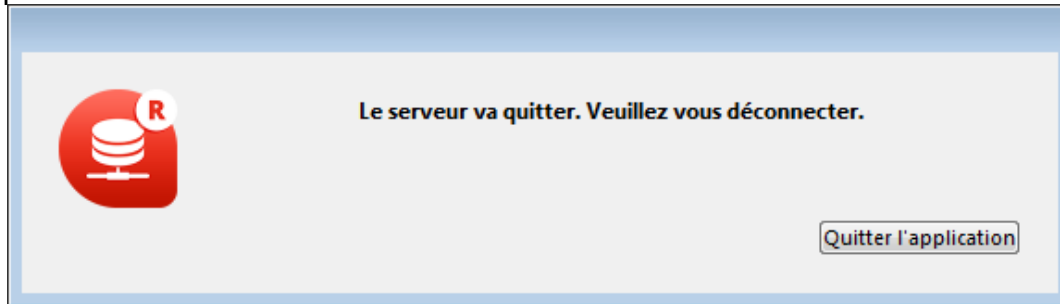 R
Le serveur va quitter. Veuillez vous déconnecter.
Quitter l'application